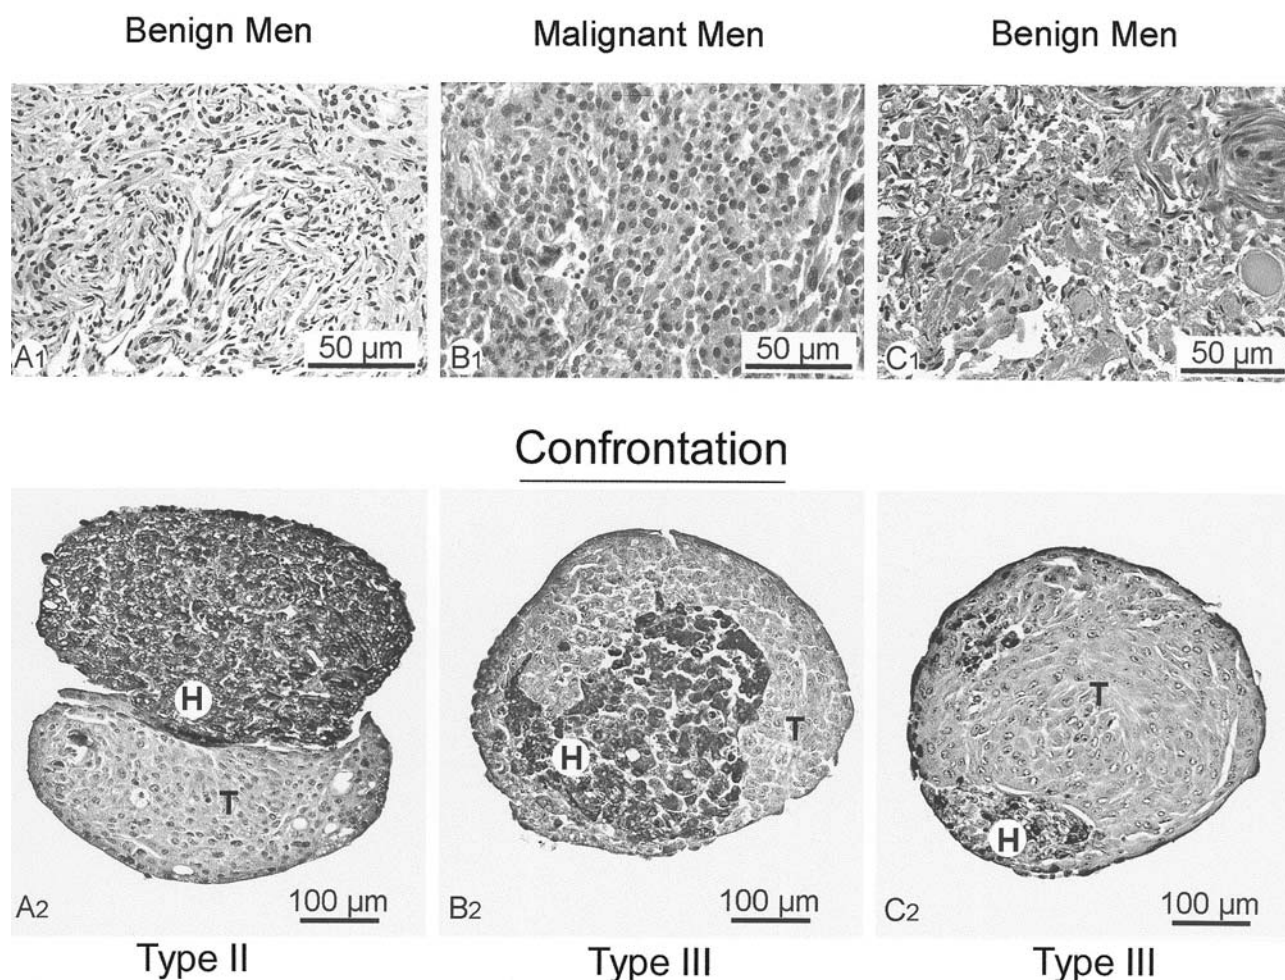 Benign Men Malignant Men Benign Men
A1 50 µm B1 50 µm C1 50 µm
Confrontation
H H T
T T H
A2 100 µm B2 100 µm C2 100 µm
Type II Type III Type III